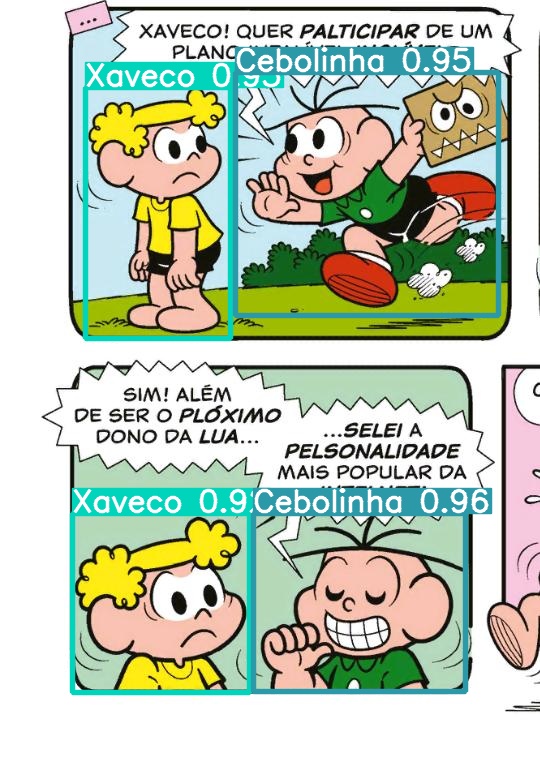 ...
XAVECO! QUER PALTICIPAR DE UM
PLANO
Xaveco 0.95
Cebolinha 0.95
SIM! ALÉM
DE SER O PLÓXIMO
DONO DA LUA...
...SELEI A
PELSONALIDADE
MAIS POPULAR DA
Xaveco 0.9
Cebolinha 0.96